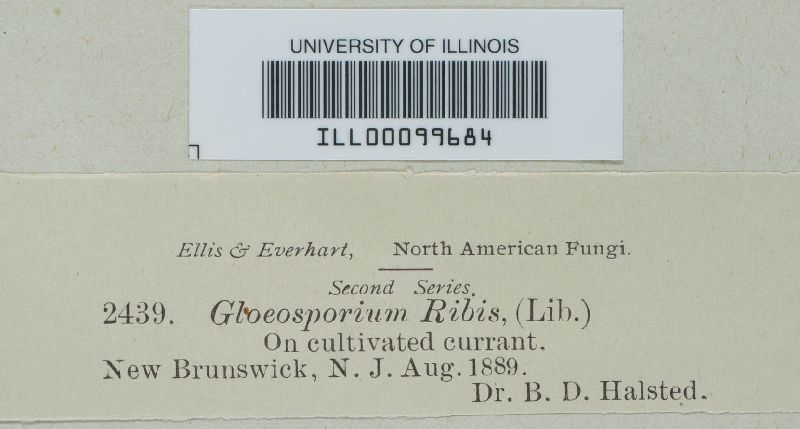 UNIVERSITY OF ILLINOIS
ILL00099684
Ellis & Everhart, North American Fungi.
Second Series.
2439. Gloeosporium Ribis, (Lib.)
On cultivated currant.
New Brunswick, N. J. Aug. 1889.
Dr. B. D. Halsted.